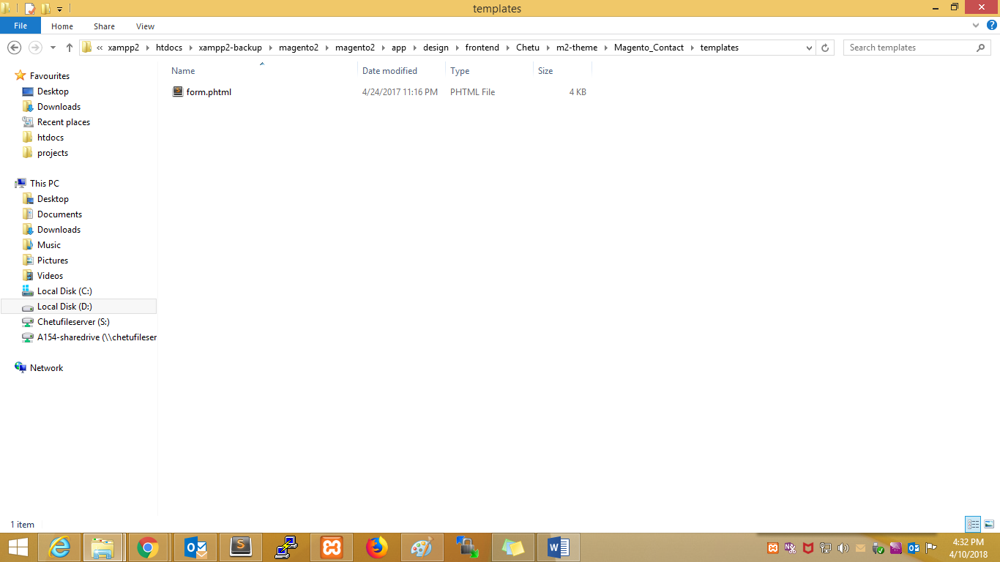 templates
File Home Share View
« xampp2 htdocs xampp2-backup magento2 magento2 app design frontend Chetu m2-theme Magento_Contact templates Search templates
Name Date modified Type Size
form.phtml 4/24/2017 11:16 PM PHTML File 4 KB
Favourites
Desktop
Downloads
Recent places
htdocs
projects
This PC
Desktop
Documents
Downloads
Music
Pictures
Videos
Local Disk (C:)
Local Disk (D:)
Chetufileserver (S:)
A154-sharedrive (\\chetufileser
Network
1 item
4:32 PM
4/10/2018